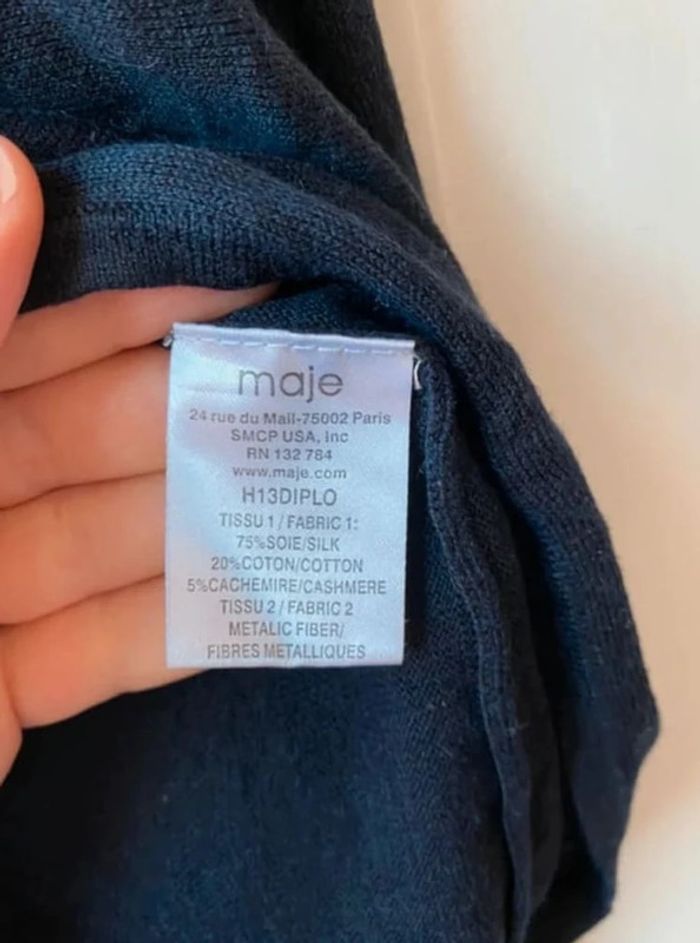 maje
24 rue du Mail-75002 Paris
SMCP USA, Inc
RN 132 784
www.maje.com
H13DIPLO
TISSU 1 / FABRIC 1:
75%SOIE/SILK
20%COTON/COTTON
5%CACHEMIRE/CASHMERE
TISSU 2 / FABRIC 2
METALIC FIBER/
FIBRES METALLIQUES